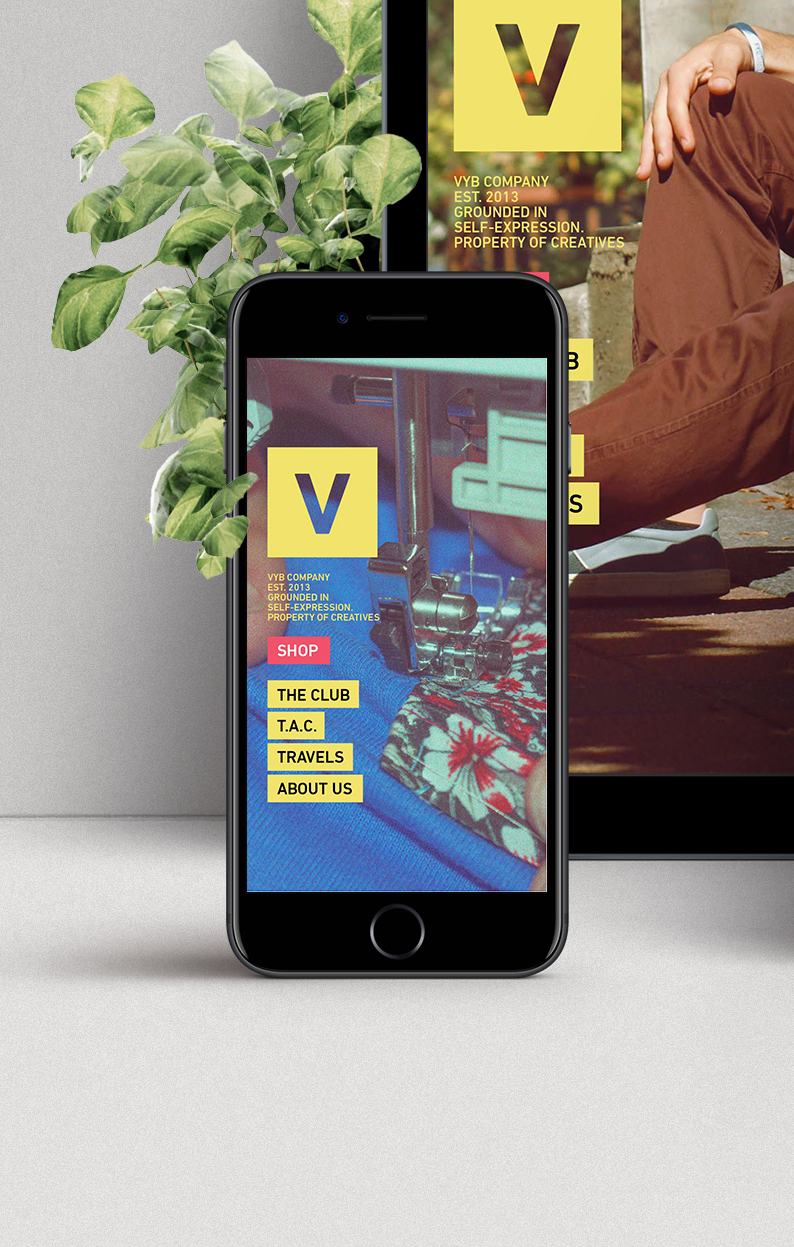 V
VYB COMPANY
EST. 2013
GROUNDED IN
SELF-EXPRESSION.
PROPERTY OF CREATIVES
B
S
V
VYB COMPANY
EST. 2013
GROUNDED IN
SELF-EXPRESSION.
PROPERTY OF CREATIVES
SHOP
THE CLUB
T.A.C.
TRAVELS
ABOUT US